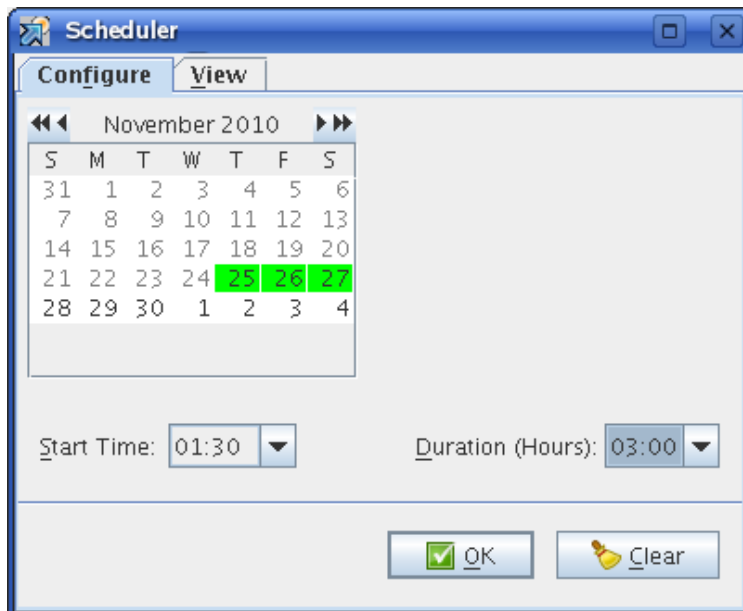 Scheduler
Configure View
November 2010
S M T W T F S
31 1 2 3 4 5 6
7 8 9 10 11 12 13
14 15 16 17 18 19 20
21 22 23 24 25 26 27
28 29 30 1 2 3 4
Start Time: 01:30 Duration (Hours): 03:00
OK Clear